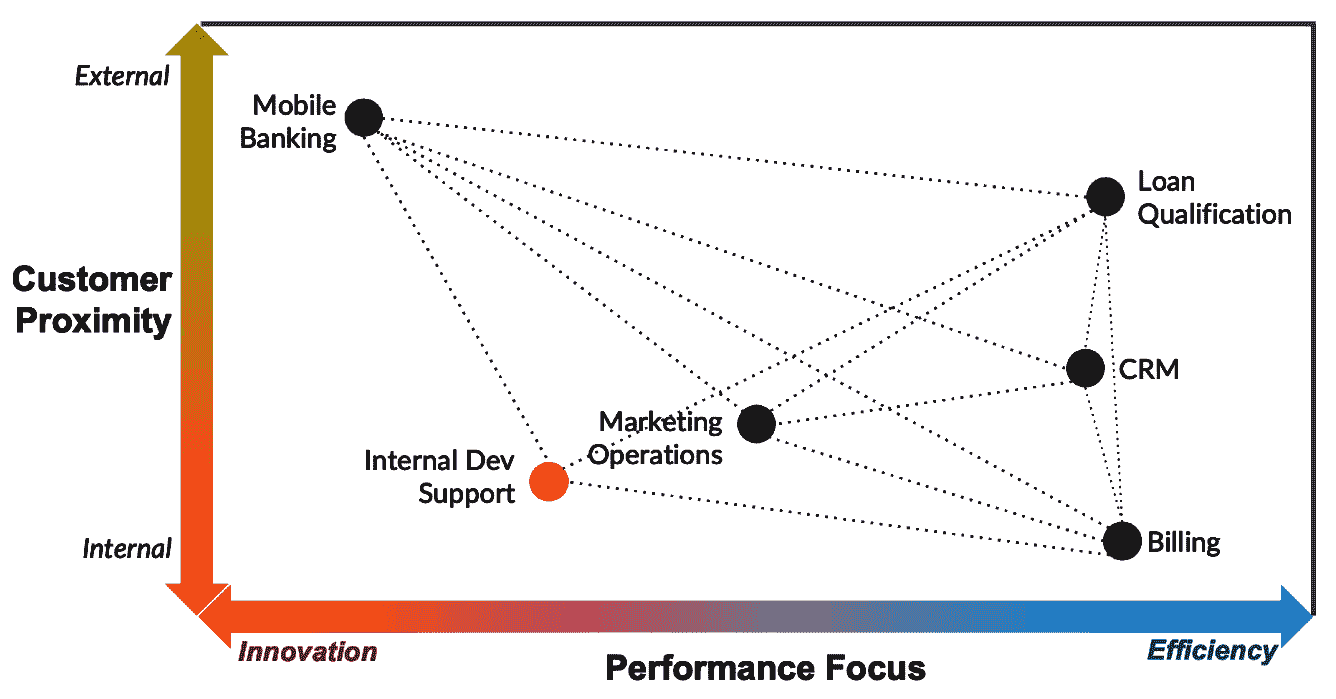 External
Mobile
Banking
Loan
Qualification
Customer
Proximity
CRM
Marketing
Operations
Internal Dev
Support
Internal
Billing
Innovation
Efficiency
Performance Focus